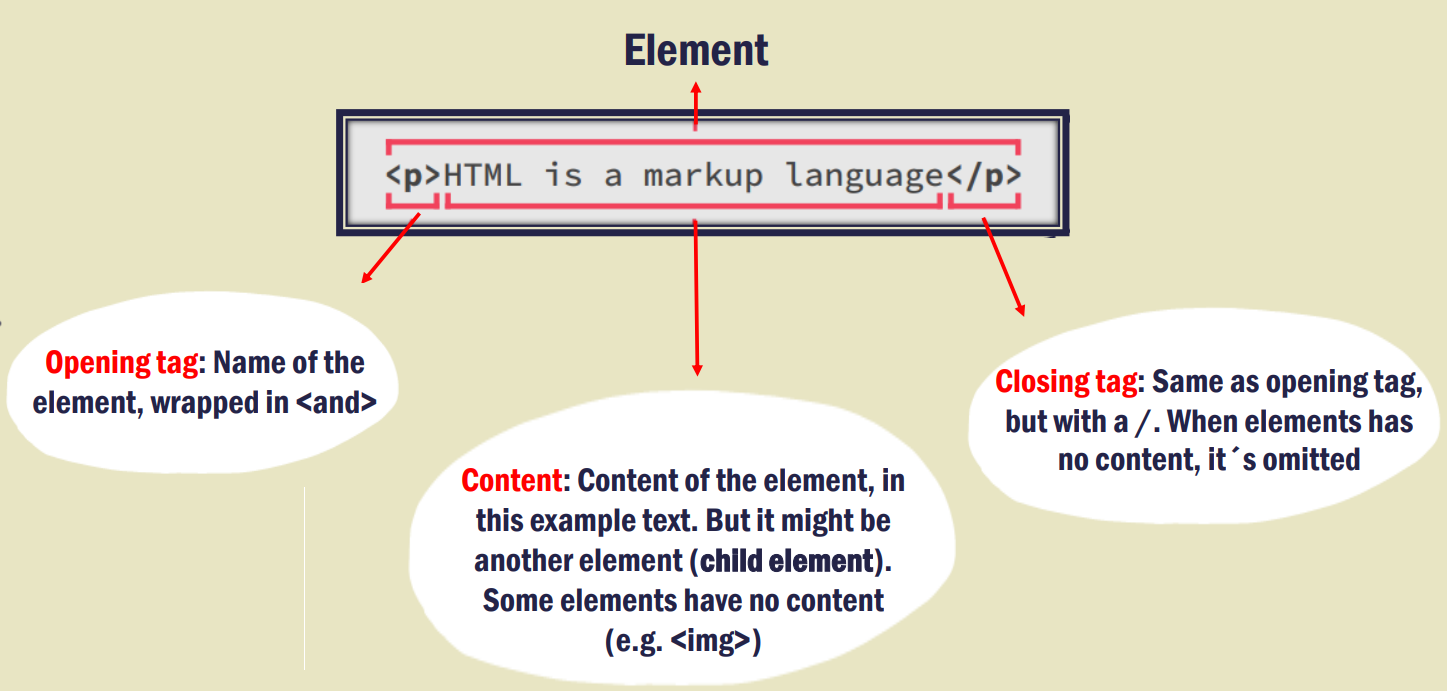 Element
<p>HTML is a markup language</p>
Opening tag: Name of the
element, wrapped in <and>
Content: Content of the element, in
this example text. But it might be
another element (child element).
Some elements have no content
(e.g. <img>)
Closing tag: Same as opening tag,
but with a /. When elements has
no content, it´s omitted